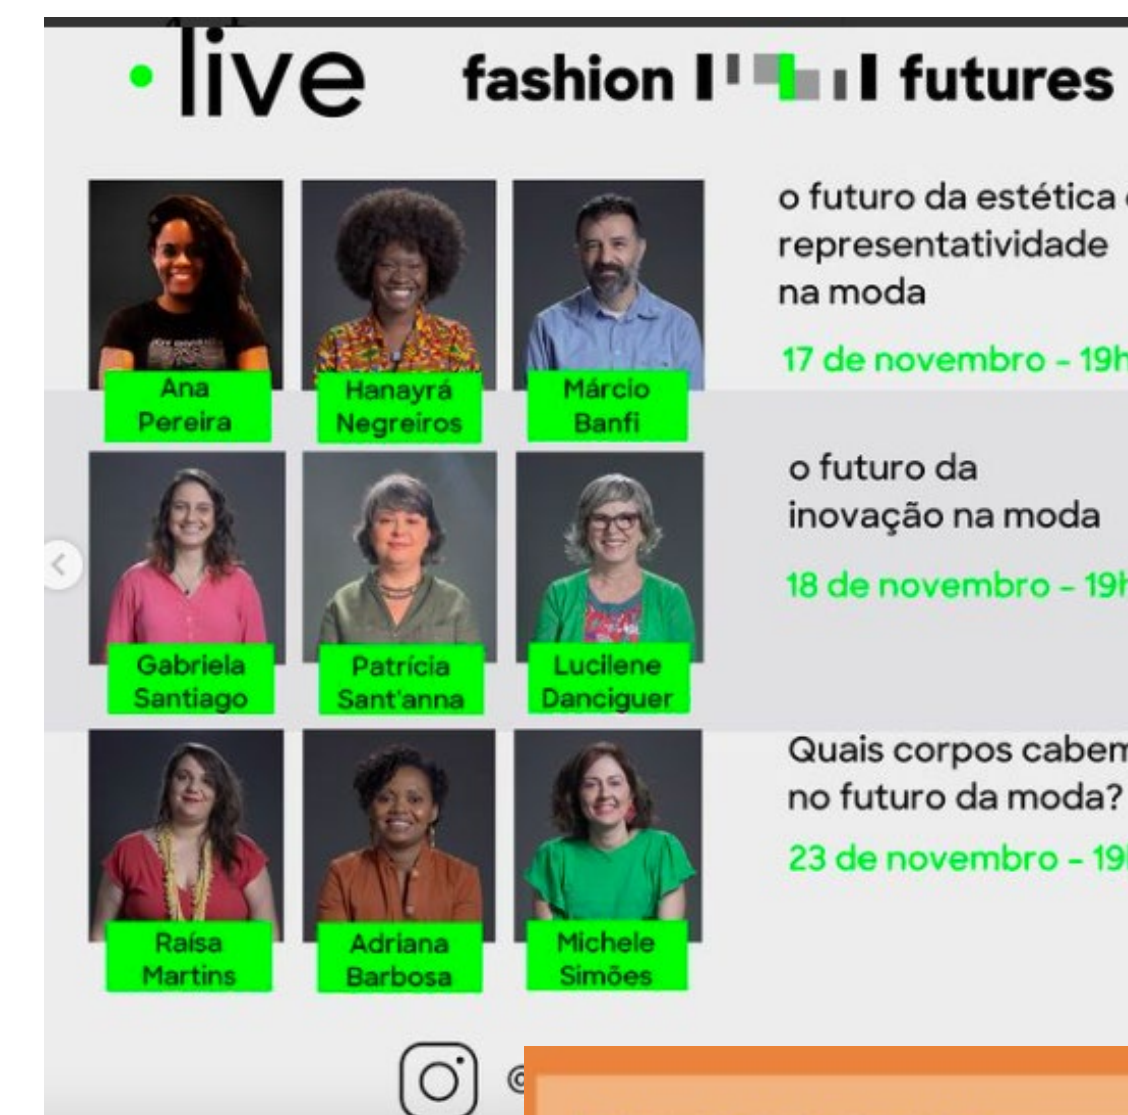 live fashion futures
o futuro da estética
representatividade
na moda
17 de novembro - 19h
Ana
Pereira
Hanayrá
Negreiros
Márcio
Banfi
o futuro da
inovação na moda
18 de novembro - 19h
Gabriela
Santiago
Patrícia
Sant'anna
Lucilene
Danciguer
Quais corpos cabem
no futuro da moda?
23 de novembro - 19h
Raísa
Martins
Adriana
Barbosa
Michele
Simões